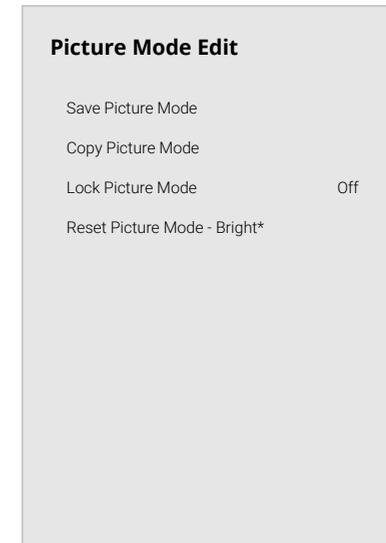 Picture Mode Edit
Save Picture Mode
Copy Picture Mode
Lock Picture Mode Off
Reset Picture Mode - Bright*